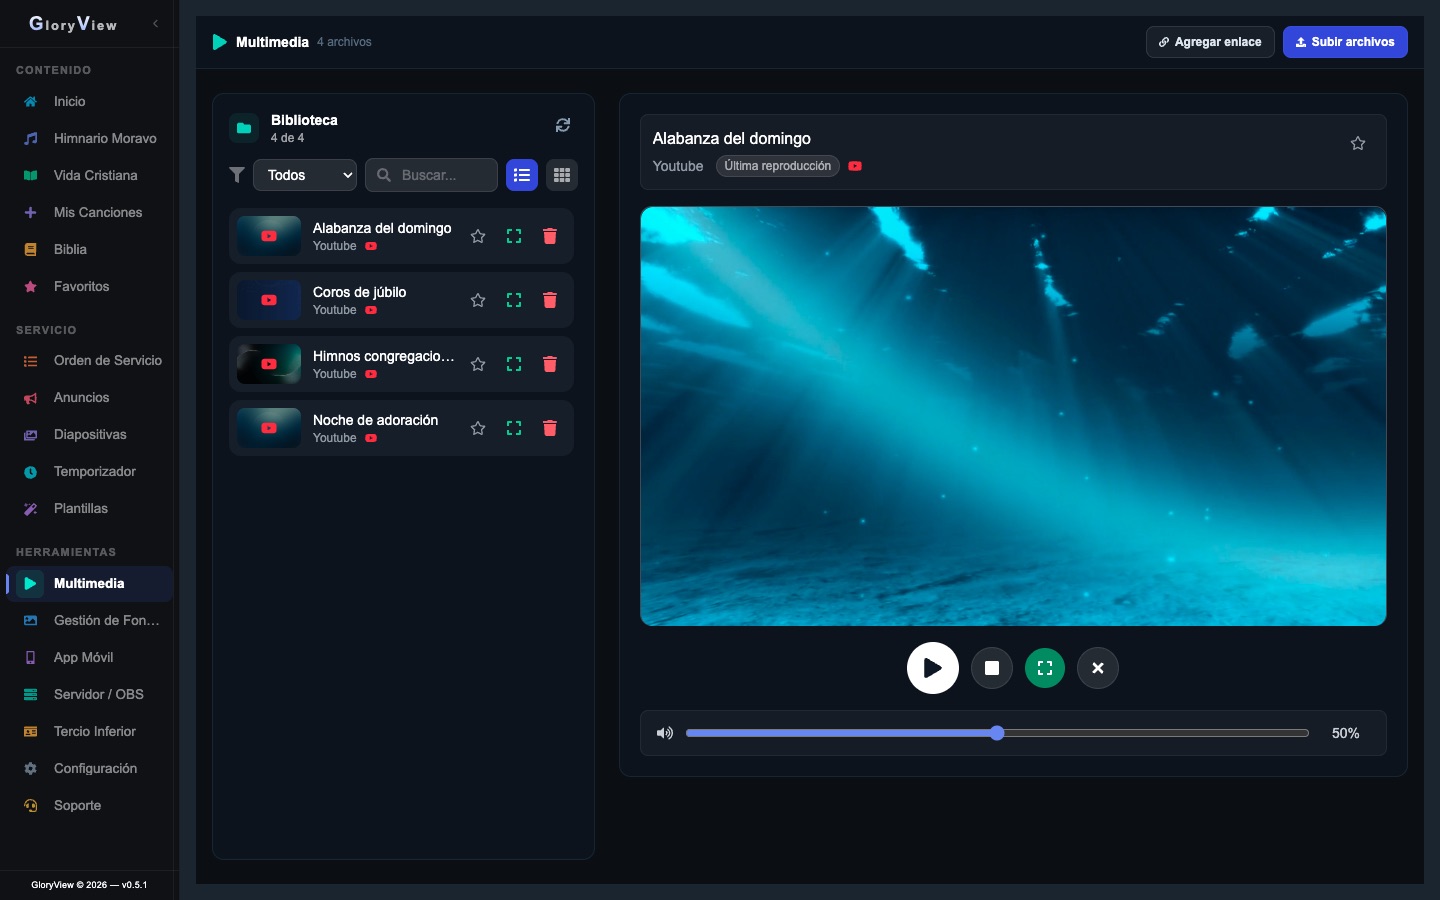 GloryView
CONTENIDO
Inicio
Himnario Moravo
Vida Cristiana
Mis Canciones
Biblia
Favoritos
SERVICIO
Orden de Servicio
Anuncios
Diapositivas
Temporizador
Plantillas
HERRAMIENTAS
Multimedia
Gestión de Fon...
App Móvil
Servidor / OBS
Tercio Inferior
Configuración
Soporte
GloryView © 2026 — v0.5.1
Multimedia 4 archivos
Agregar enlace
Subir archivos
Biblioteca
4 de 4
Todos
Buscar...
Alabanza del domingo
Youtube
Coros de júbilo
Youtube
Himnos congregacio...
Youtube
Noche de adoración
Youtube
Alabanza del domingo
Youtube Última reproducción
50%